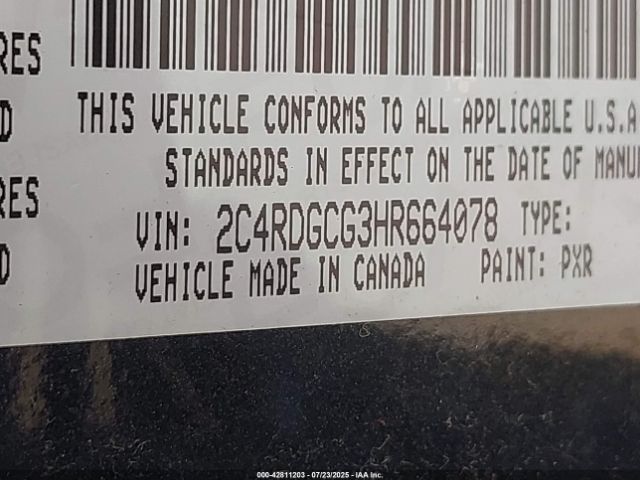 RES
THIS VEHICLE CONFORMS TO ALL APPLICABLE U.S.A
D
STANDARDS IN EFFECT ON THE DATE OF MANU
RES
VIN: 2C4RDGCG3HR664078 TYPE:
D
VEHICLE MADE IN CANADA PAINT: PXR
000-42811203 - 07/23/2025 - IAA Inc.